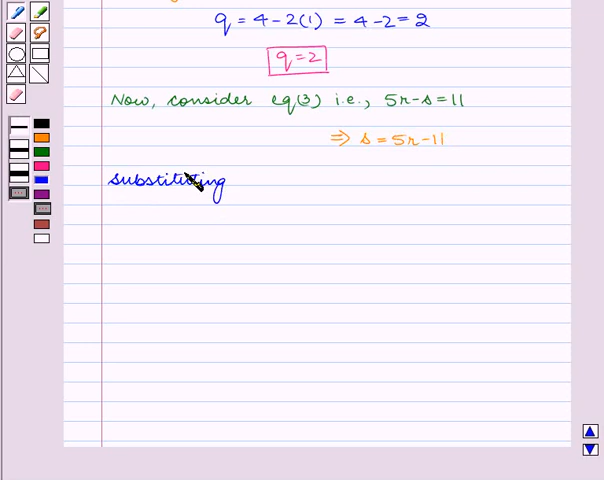 q = 4 - 2(1) = 4 - 2 = 2
q = 2
Now, consider eq(3) i.e., 5r - s = 11
⇒ s = 5r - 11
substituting